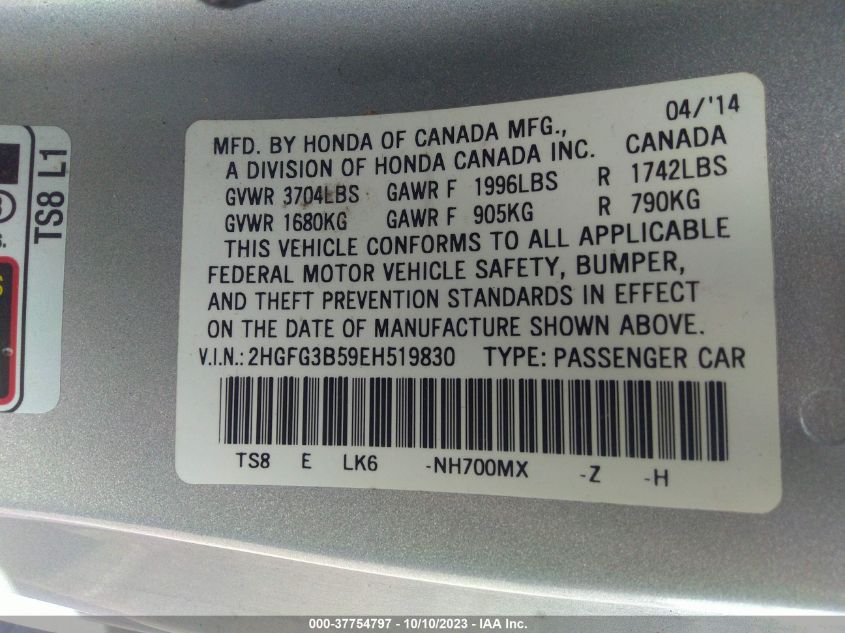 04/'14
MFD. BY HONDA OF CANADA MFG.,
A DIVISION OF HONDA CANADA INC. CANADA
GVWR 3704LBS GAWR F 1996LBS R 1742LBS
GVWR 1680KG GAWR F 905KG R 790KG
THIS VEHICLE CONFORMS TO ALL APPLICABLE
FEDERAL MOTOR VEHICLE SAFETY, BUMPER,
AND THEFT PREVENTION STANDARDS IN EFFECT
ON THE DATE OF MANUFACTURE SHOWN ABOVE.
V.I.N.: 2HGFG3B59EH519830 TYPE: PASSENGER CAR
TS8 E LK6 -NH700MX -Z -H
TS8 L1
000-37754797 - 10/10/2023 - IAA Inc.